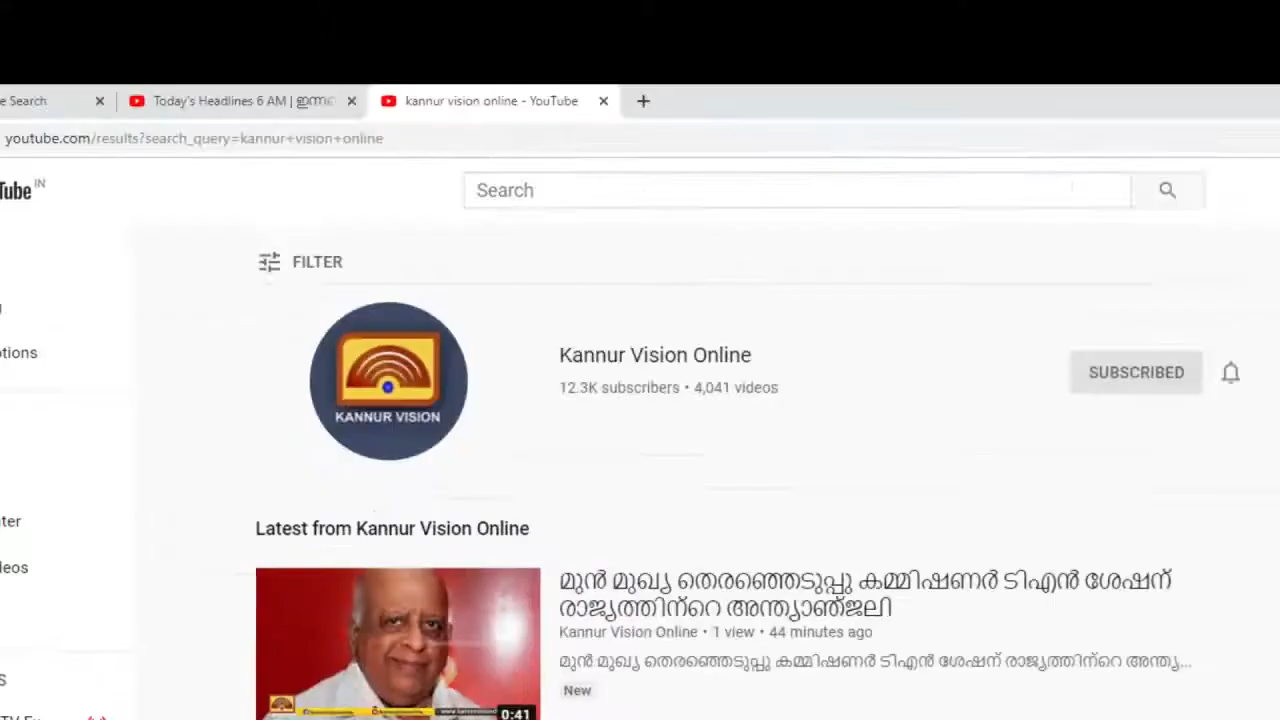 e Search
Today's Headlines 6 AM |
kannur vision online - YouTube
youtube.com/results?search_query=kannur+vision+online
Tube IN
Search
FILTER
KANNUR VISION
Kannur Vision Online
12.3K subscribers • 4,041 videos
SUBSCRIBED
otions
Latest from Kannur Vision Online
ter
leos
മുൻ മുഖ്യ തെരഞ്ഞെടുപ്പു കമ്മിഷണർ ടിഎൻ ശേഷന്
രാജ്യത്തിന്റെ അന്ത്യാഞ്ജലി
Kannur Vision Online • 1 view • 44 minutes ago
മുൻ മുഖ്യ തെരഞ്ഞെടുപ്പു കമ്മിഷണർ ടിഎൻ ശേഷന് രാജ്യത്തിന്റെ അന്ത്യ...
New
S
0:41